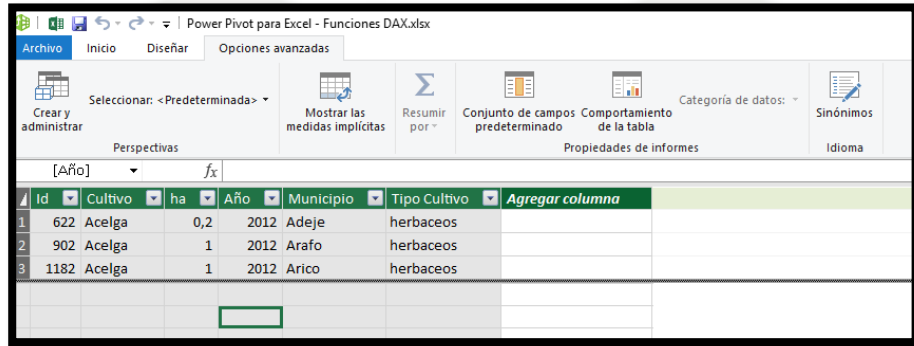 Power Pivot para Excel - Funciones DAX.xlsx
Archivo Inicio Diseñar Opciones avanzadas
Crear y administrar
Seleccionar: <Predeterminada>
Mostrar las medidas implícitas
Resumir por
Conjunto de campos predeterminado
Comportamiento de la tabla
Categoría de datos:
Sinónimos
Perspectivas Propiedades de informes Idioma
[Año] fx
Id Cultivo ha Año Municipio Tipo Cultivo Agregar columna
1 622 Acelga 0,2 2012 Adeje herbaceos
2 902 Acelga 1 2012 Arafo herbaceos
3 1182 Acelga 1 2012 Arico herbaceos